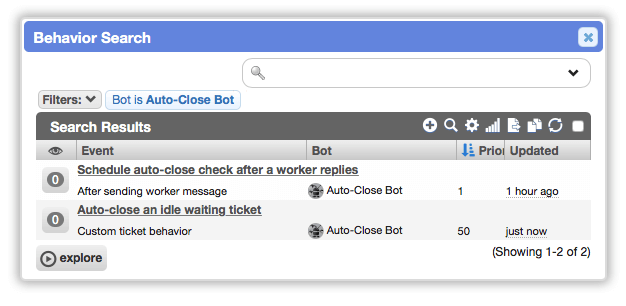 Behavior Search
Filters: Bot is Auto-Close Bot
Search Results
Event Bot Prior Updated
Schedule auto-close check after a worker replies
0 After sending worker message Auto-Close Bot 1 1 hour ago
Auto-close an idle waiting ticket
0 Custom ticket behavior Auto-Close Bot 50 just now
explore (Showing 1-2 of 2)